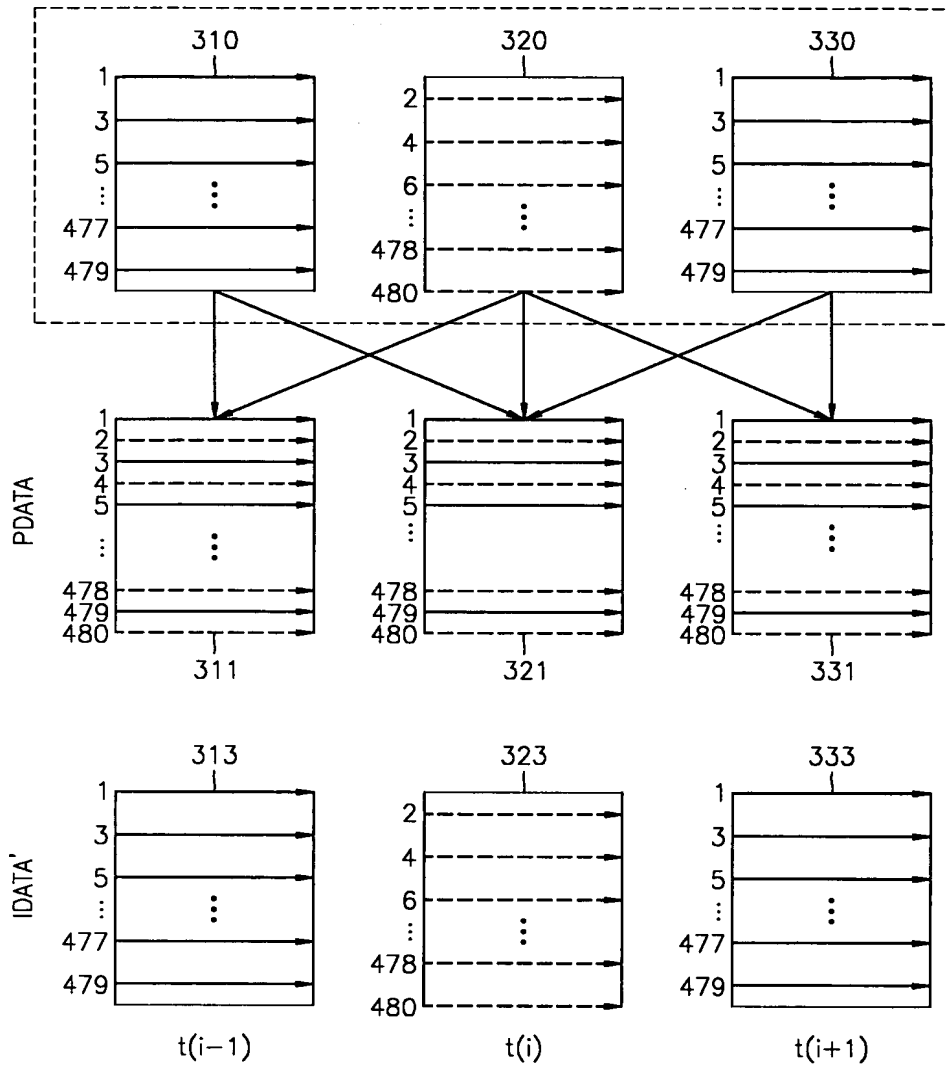 310 320 330
1 2 1
3 4 3
5 6 5
⋮ ⋮ ⋮
477 478 477
479 480 479
PDATA
1 1 1
2 2 2
3 3 3
4 4 4
5 5 5
⋮ ⋮ ⋮
478 478 478
479 479 479
480 480 480
311 321 331
313 323 333
IDATA'
1 2 1
3 4 3
5 6 5
⋮ ⋮ ⋮
477 478 477
479 480 479
t(i-1) t(i) t(i+1)